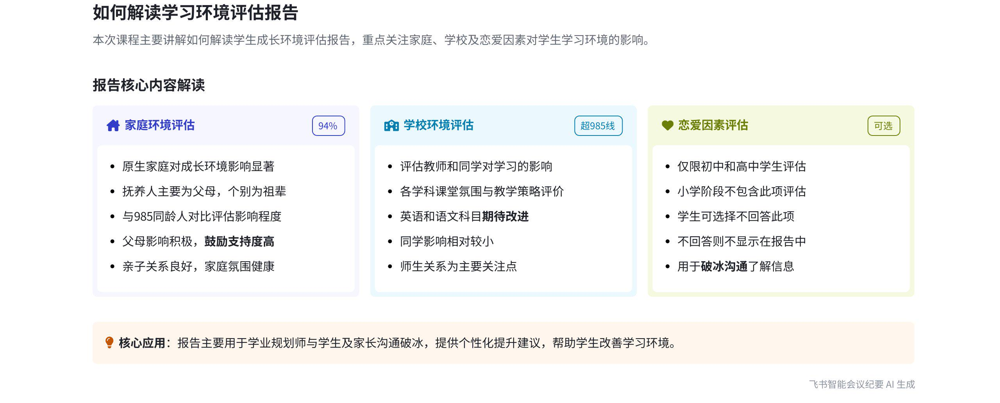 如何解读学习环境评估报告
本次课程主要讲解如何解读学生成长环境评估报告，重点关注家庭、学校及恋爱因素对学生学习环境的影响。
报告核心内容解读
家庭环境评估
94%
原生家庭对成长环境影响显著
抚养人主要为父母，个别为祖辈
与985同龄人对比评估影响程度
父母影响积极，鼓励支持度高
亲子关系良好，家庭氛围健康
学校环境评估
超985线
评估教师和同学对学习的影响
各学科课堂氛围与教学策略评价
英语和语文科目期待改进
同学影响相对较小
师生关系为主要关注点
恋爱因素评估
可选
仅限初中和高中学生评估
小学阶段不包含此项评估
学生可选择不回答此项
不回答则不显示在报告中
用于破冰沟通了解信息
核心应用：报告主要用于学业规划师与学生及家长沟通破冰，提供个性化提升建议，帮助学生改善学习环境。
飞书智能会议纪要 AI 生成